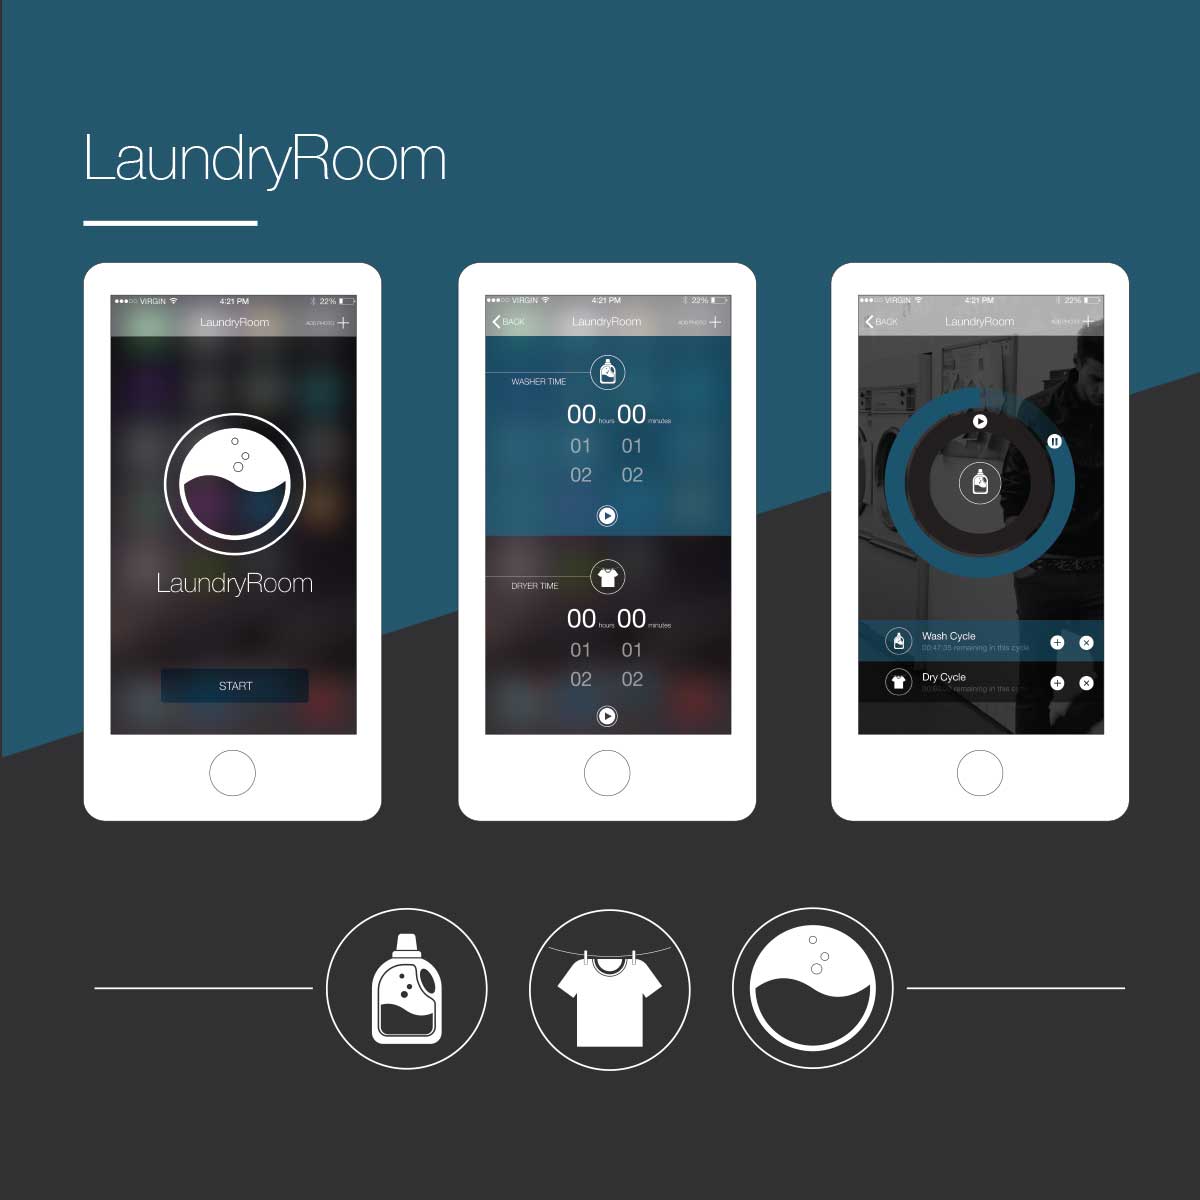 LaundryRoom
VIRGIN 4:21 PM 22%
LaundryRoom ADD PHOTO
LaundryRoom
START
VIRGIN 4:21 PM 22%
BACK LaundryRoom ADD PHOTO
WASHER TIME
00 hours 00 minutes
01 01
02 02
DRYER TIME
00 hours 00 minutes
01 01
02 02
VIRGIN 4:21 PM 22%
BACK LaundryRoom ADD PHOTO
Wash Cycle
00:47:35 remaining in this cycle
Dry Cycle
remaining in this cycle